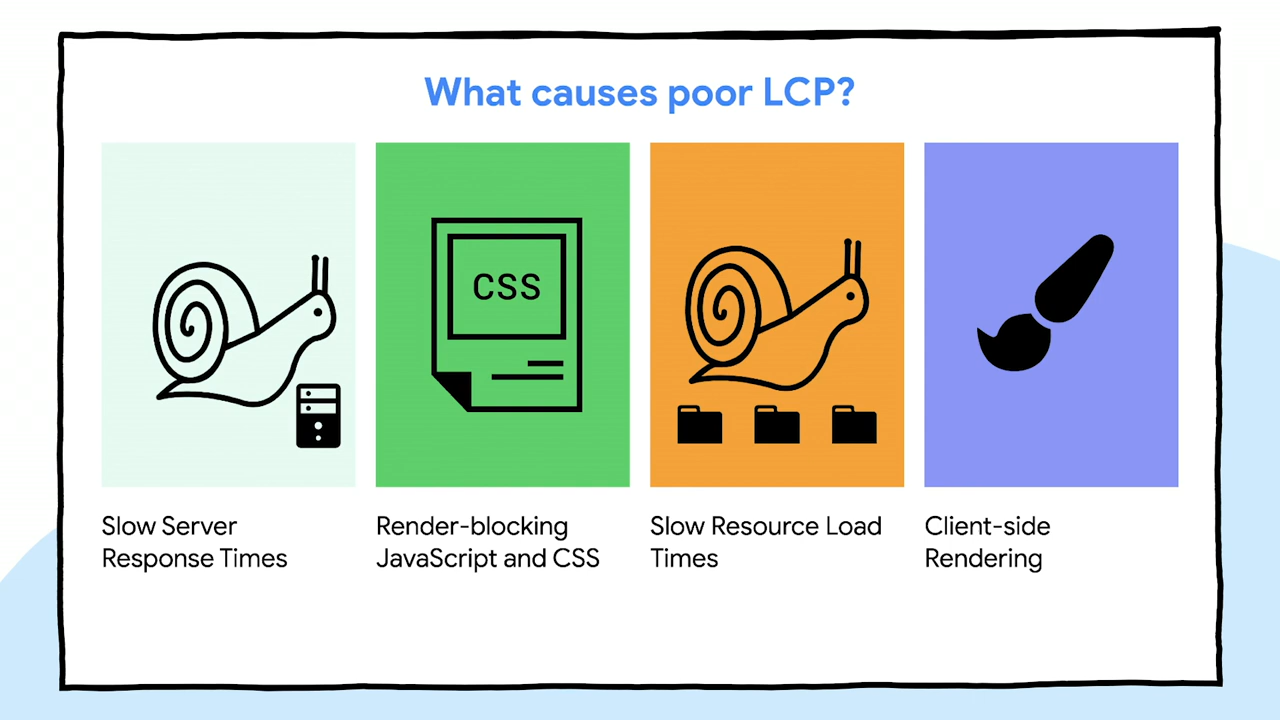 What causes poor LCP?
CSS
Slow Server
Response Times
Render-blocking
JavaScript and CSS
Slow Resource Load
Times
Client-side
Rendering